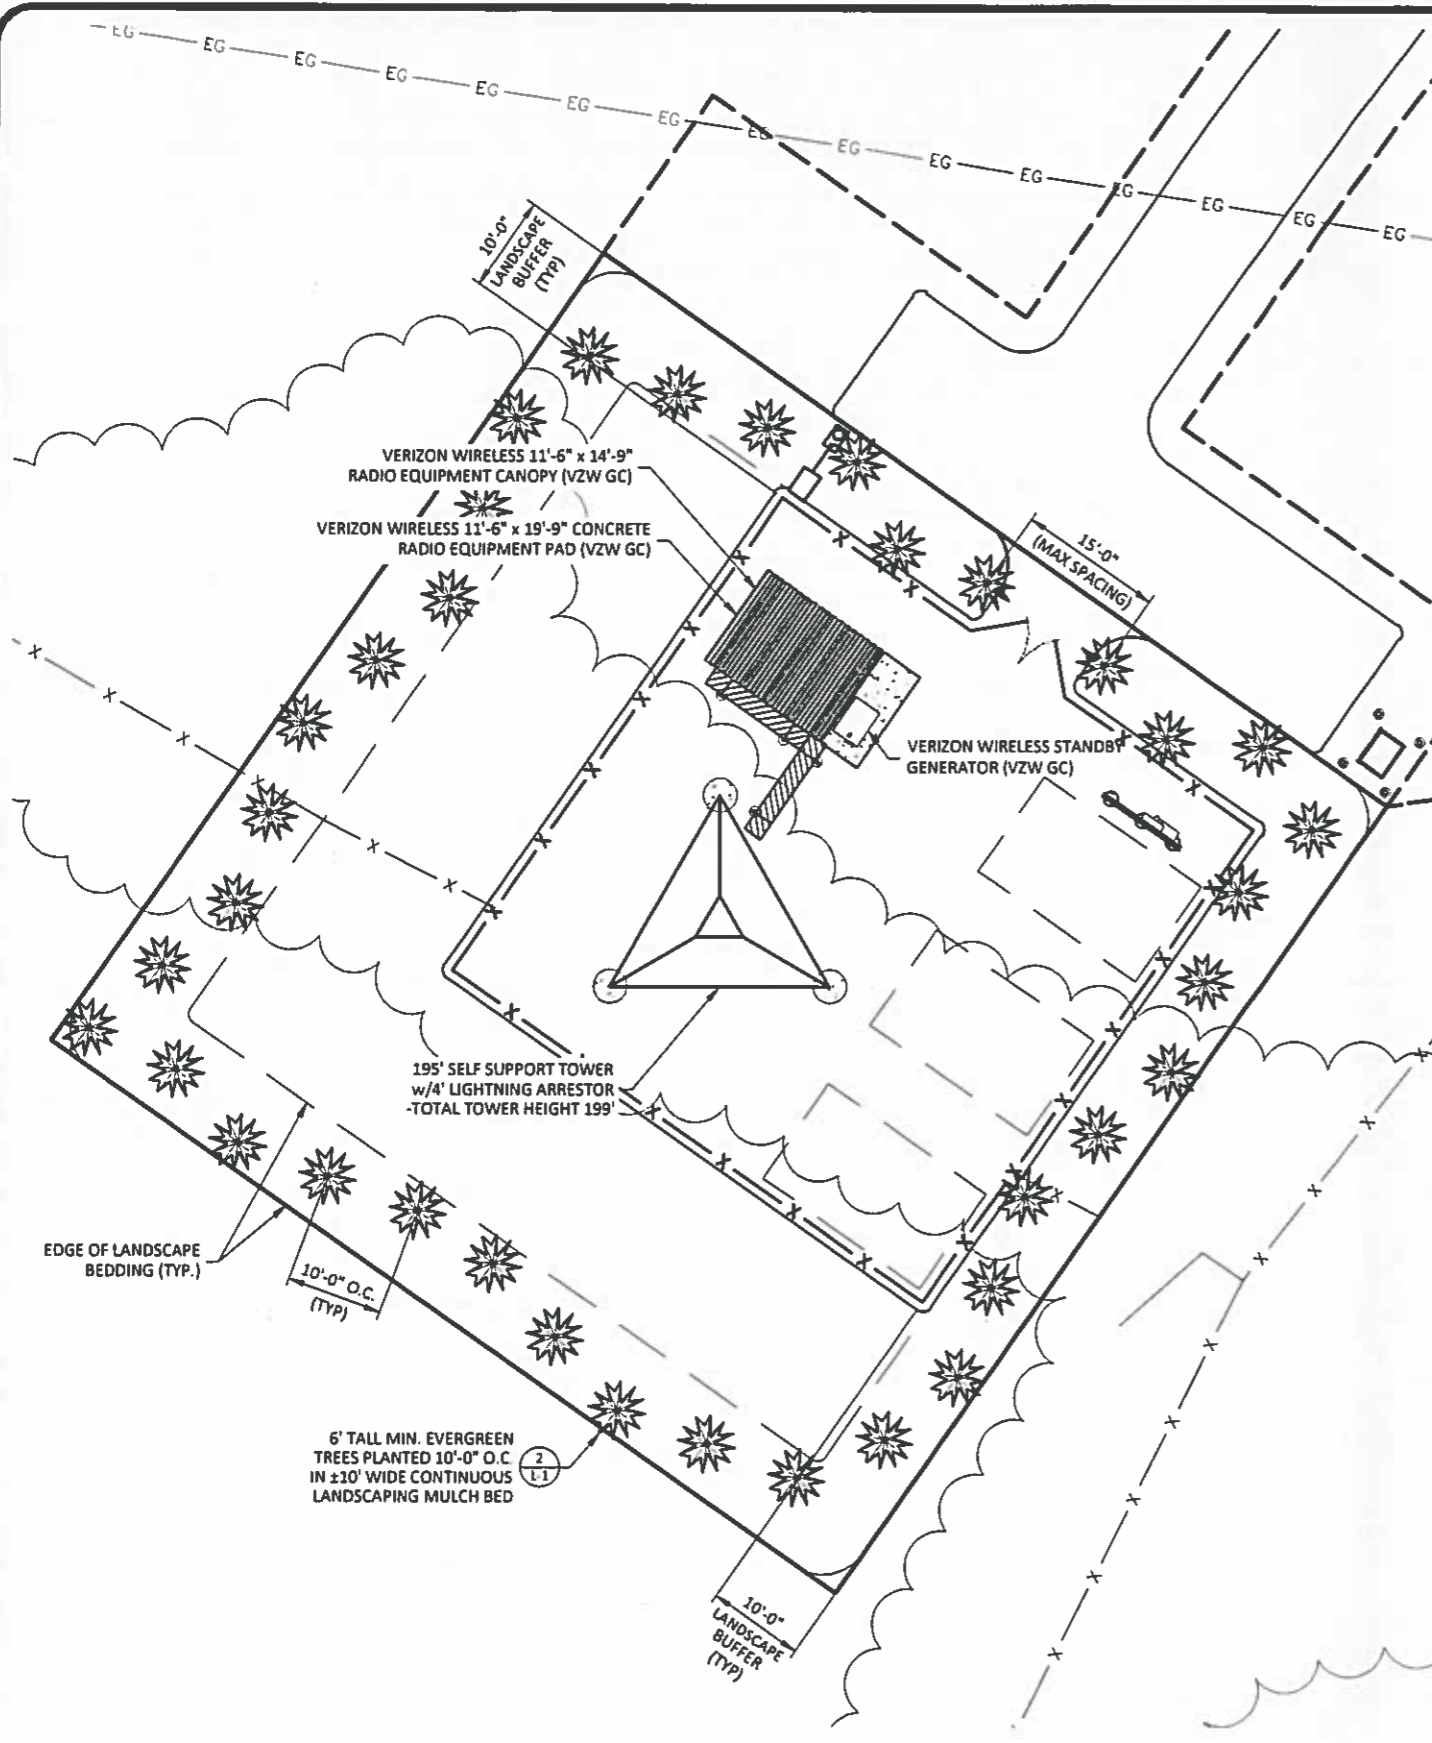 EG EG EG EG EG EG EG EG EG EG EG EG EG EG EG
10'-0"
LANDSCAPE
BUFFER
(TYP)
VERIZON WIRELESS 11'-6" x 14'-9"
RADIO EQUIPMENT CANOPY (VZW GC)
VERIZON WIRELESS 11'-6" x 19'-9" CONCRETE
RADIO EQUIPMENT PAD (VZW GC)
15'-0"
(MAX SPACING)
VERIZON WIRELESS STANDBY
GENERATOR (VZW GC)
195' SELF SUPPORT TOWER
w/4' LIGHTNING ARRESTOR
-TOTAL TOWER HEIGHT 199'
EDGE OF LANDSCAPE
BEDDING (TYP.)
10'-0" O.C.
(TYP)
6' TALL MIN. EVERGREEN
TREES PLANTED 10'-0" O.C.
IN ±10' WIDE CONTINUOUS
LANDSCAPING MULCH BED
2
L-1
10'-0"
LANDSCAPE
BUFFER
(TYP)